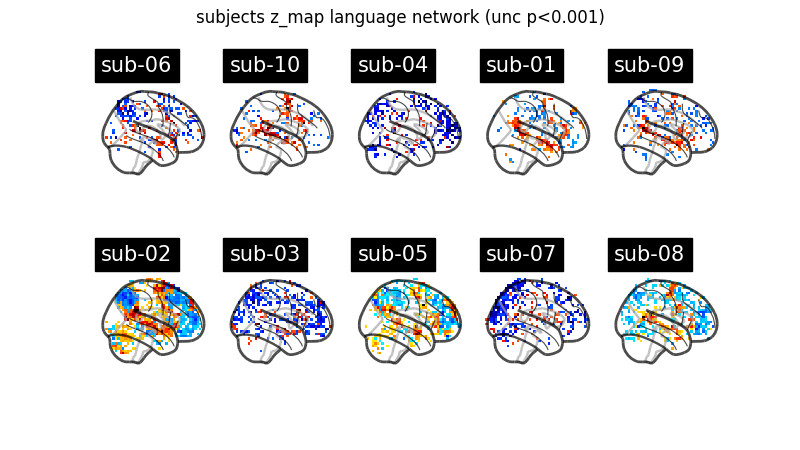 subjects z_map language network (unc p<0.001)
sub-06 sub-10 sub-04 sub-01 sub-09
sub-02 sub-03 sub-05 sub-07 sub-08